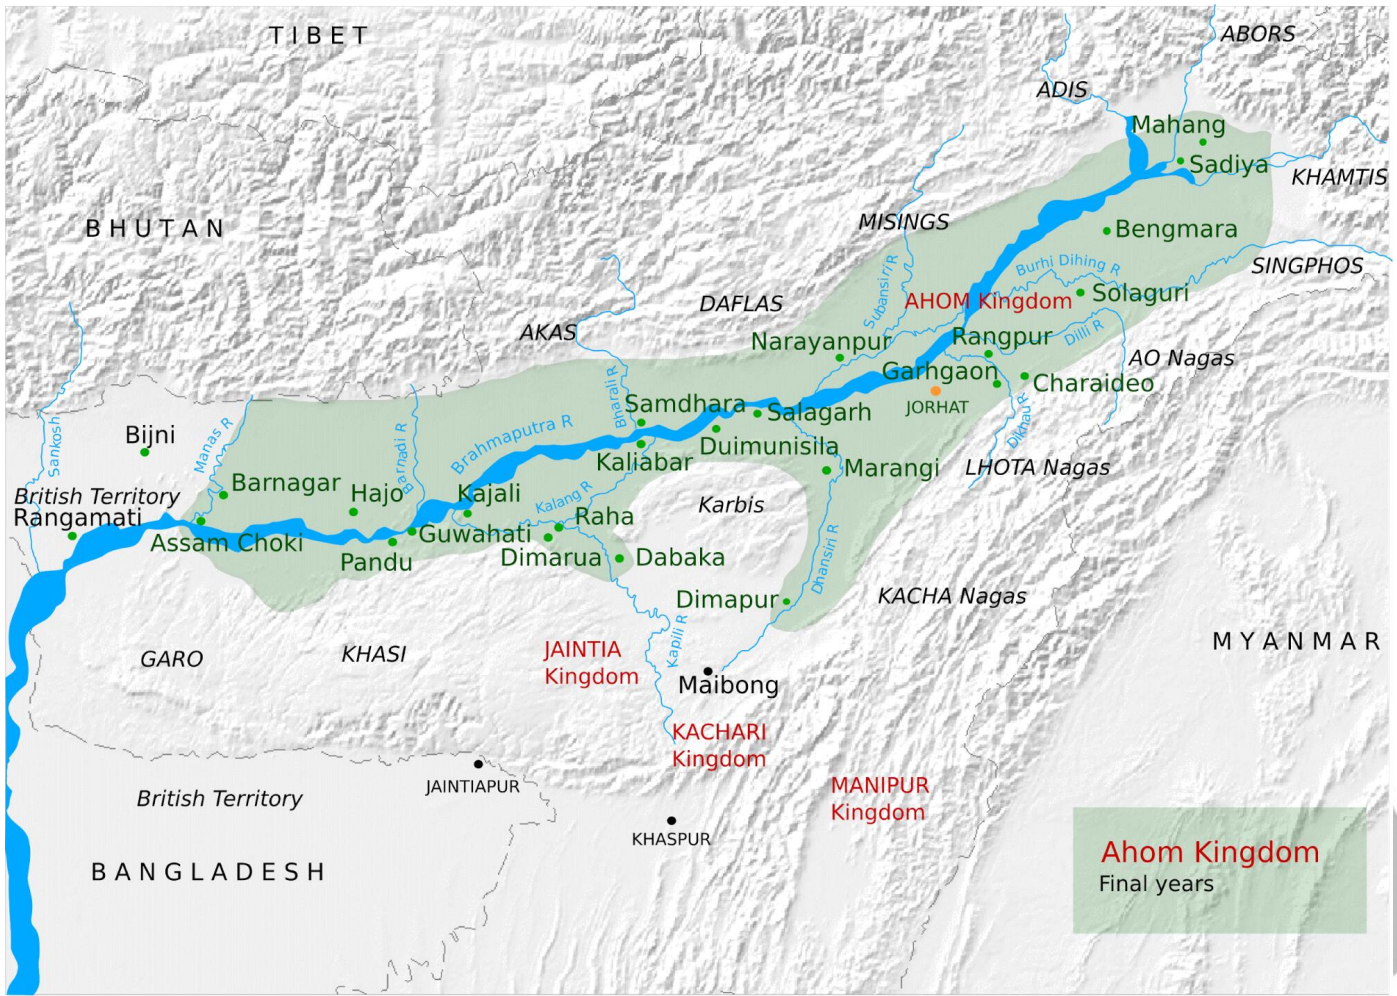 TIBET
ABORS
ADIS
Mahang
Sadiya
KHAMTIS
BHUTAN
MISINGS
Bengmara
SINGPHOS
Burhi Dihing R
Subansiri R
DAFLAS
AHOM Kingdom
Solaguri
AKAS
Narayanpur
Rangpur
Dilli R
AO Nagas
Garhgaon
Charaideo
JORHAT
Dikhau R
Bharali R
Samdhara
Salagarh
Sankosh
Bijni
Manas R
Barnadi R
Brahmaputra R
Duimunisila
Kaliabar
Marangi
LHOTA Nagas
British Territory
Rangamati
Barnagar
Hajo
Kajali
Kalang R
Karbis
Assam Choki
Pandu
Guwahati
Raha
Dimarua
Dabaka
Dhansiri R
Dimapur
KACHA Nagas
GARO
KHASI
JAINTIA
Kingdom
Kapili R
MYANMAR
Maibong
KACHARI
Kingdom
JAINTIAPUR
British Territory
MANIPUR
Kingdom
KHASPUR
BANGLADESH
Ahom Kingdom
Final years